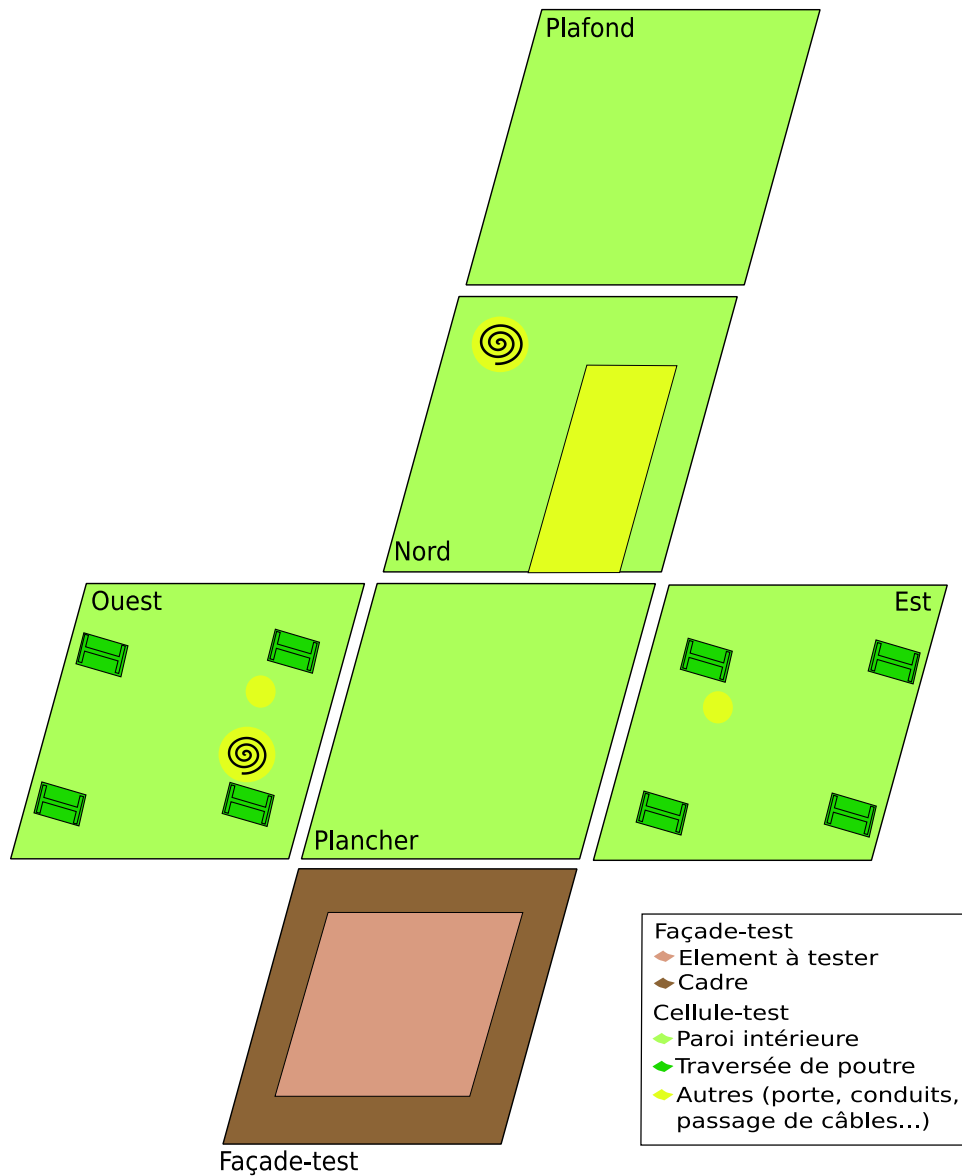 Plafond
Nord
Ouest
Est
Plancher
Façade-test
Façade-test
Element à tester
Cadre
Cellule-test
Paroi intérieure
Traversée de poutre
Autres (porte, conduits,
passage de câbles...)